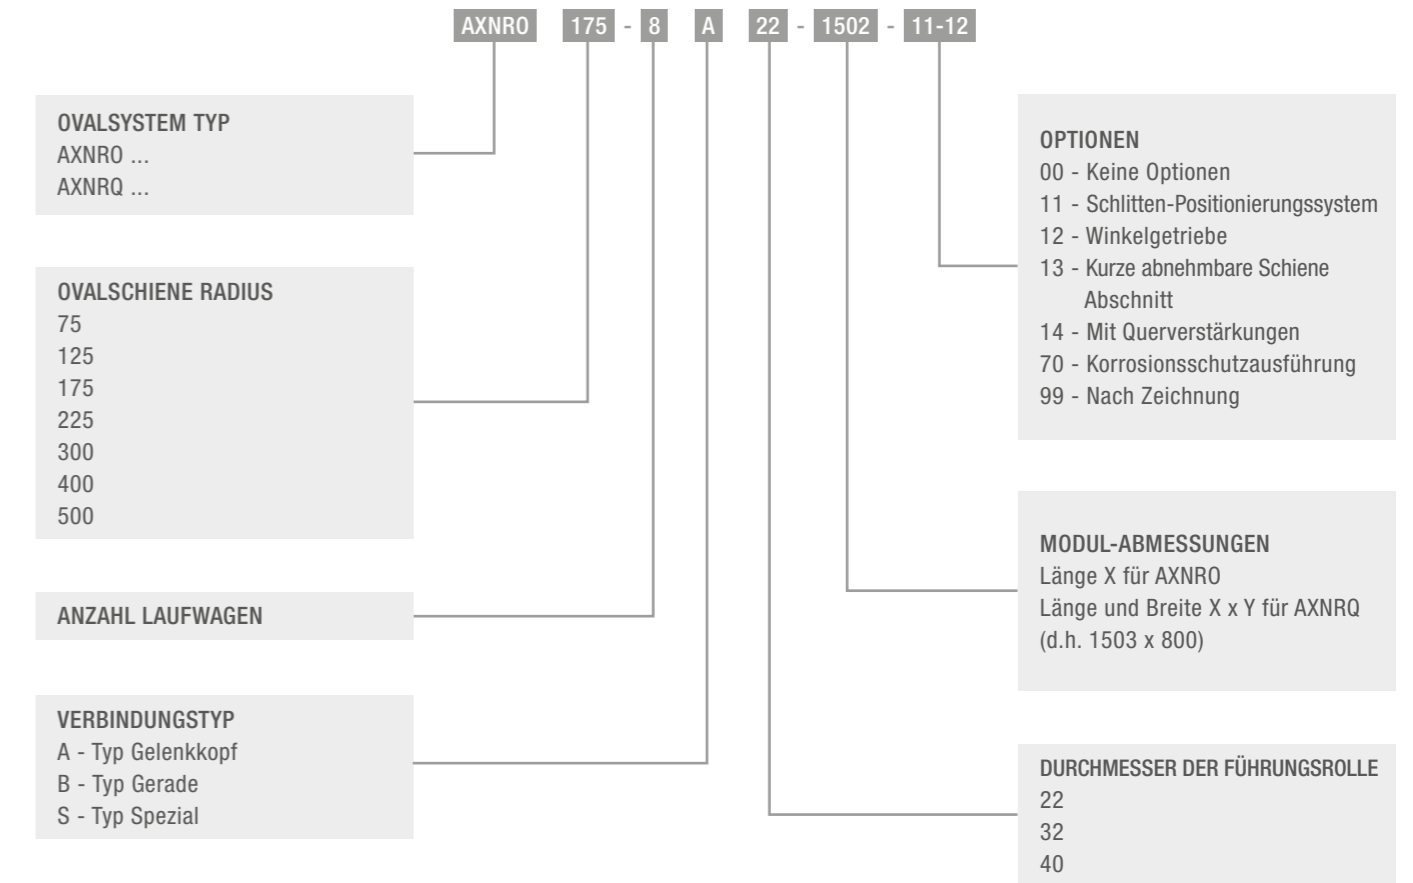 AXNRO 175 - 8 A 22 - 1502 - 11-12
OVALSYSTEM TYP
AXNRO ...
AXNRQ ...
OVALSCHIENE RADIUS
75
125
175
225
300
400
500
ANZAHL LAUFWAGEN
VERBINDUNGSTYP
A - Typ Gelenkkopf
B - Typ Gerade
S - Typ Spezial
OPTIONEN
00 - Keine Optionen
11 - Schlitten-Positionierungssystem
12 - Winkelgetriebe
13 - Kurze abnehmbare Schiene
Abschnitt
14 - Mit Querverstärkungen
70 - Korrosionsschutzausführung
99 - Nach Zeichnung
MODUL-ABMESSUNGEN
Länge X für AXNRO
Länge und Breite X x Y für AXNRQ
(d.h. 1503 x 800)
DURCHMESSER DER FÜHRUNGSROLLE
22
32
40